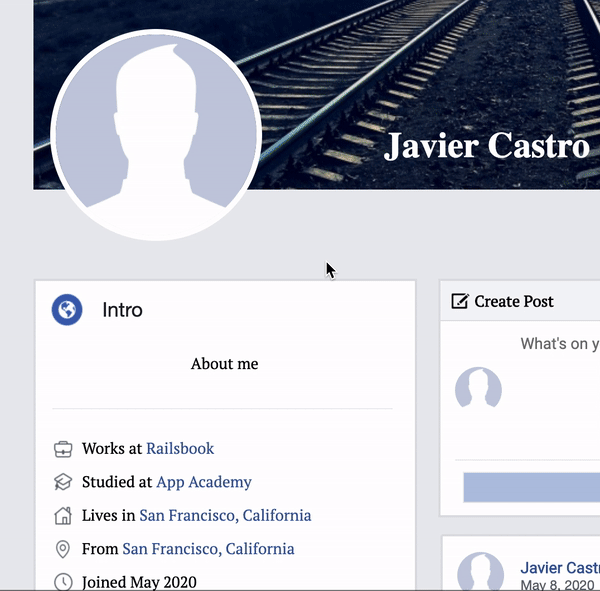 Javier Castro
Intro
About me
Works at Railsbook
Studied at App Academy
Lives in San Francisco, California
From San Francisco, California
Joined May 2020
Create Post
What's on
Javier
May 8, 2020